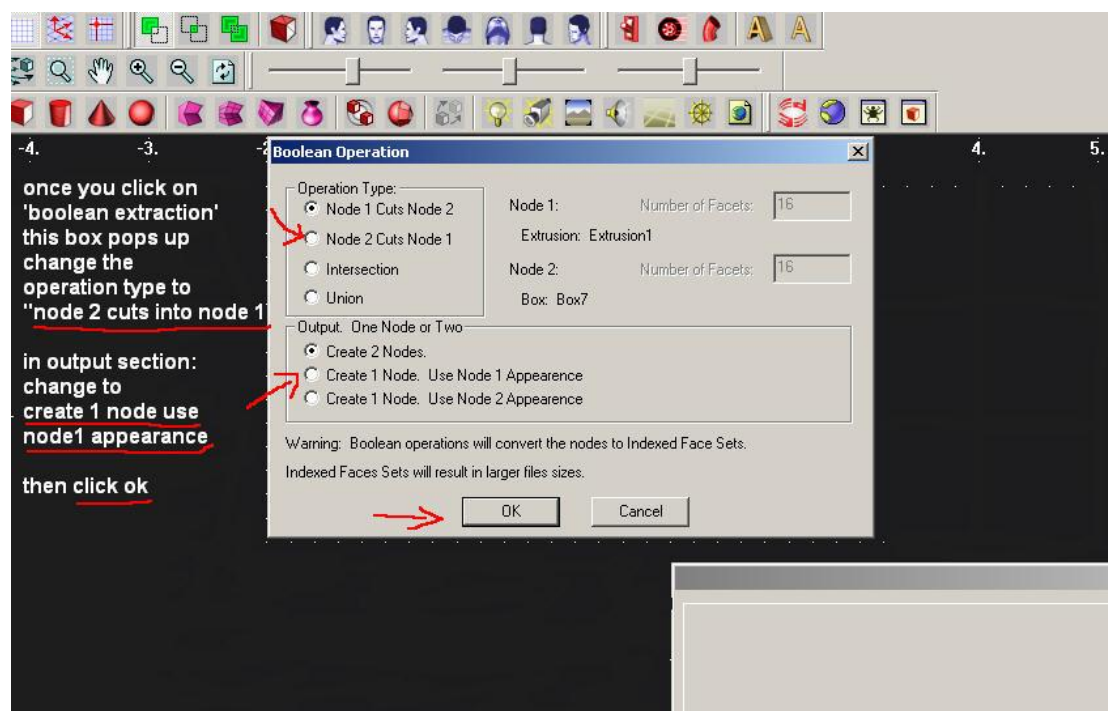 -4.
-3.
4.
5.
once you click on
'boolean extraction'
this box pops up
change the
operation type to
"node 2 cuts into node 1
in output section:
change to
create 1 node use
node1 appearance
then click ok
Boolean Operation
Operation Type:
Node 1 Cuts Node 2
Node 2 Cuts Node 1
Intersection
Union
Node 1:
Number of Facets:
16
Extrusion: Extrusion1
Node 2:
Number of Facets:
16
Box: Box7
Output. One Node or Two
Create 2 Nodes.
Create 1 Node. Use Node 1 Appearence
Create 1 Node. Use Node 2 Appearence
Warning: Boolean operations will convert the nodes to Indexed Face Sets.
Indexed Faces Sets will result in larger files sizes.
OK
Cancel